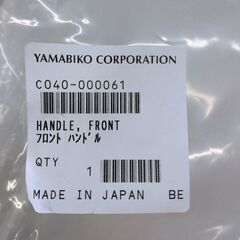 YAMABIKO CORPORATION
C040-000061
HANDLE, FRONT
フロント ハンドル
QTY
1
MADE IN JAPAN BE